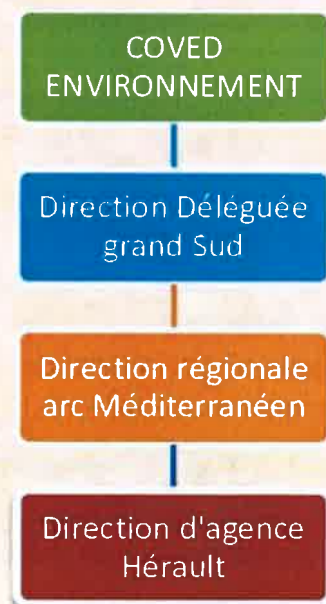 COVED
ENVIRONNEMENT
Direction Déléguée
grand Sud
Direction régionale
arc Méditerranéen
Direction d'agence
Hérault